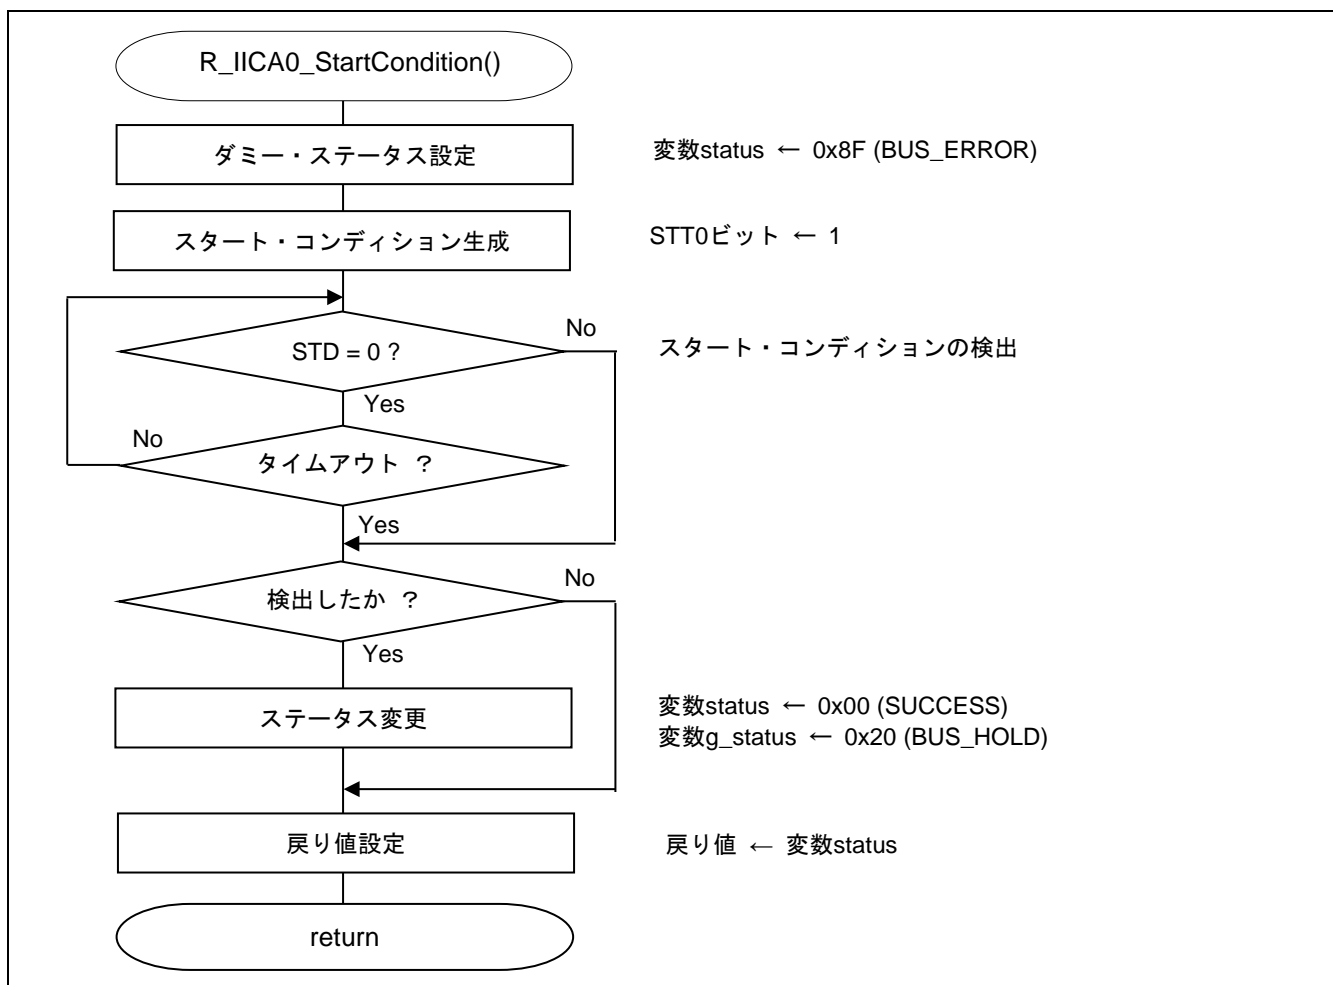 R_IICA0_StartCondition()
ダミー・ステータス設定
変数status ← 0x8F (BUS_ERROR)
スタート・コンディション生成
STT0ビット ← 1
No
STD = 0 ?
スタート・コンディションの検出
Yes
No
タイムアウト ？
Yes
No
検出したか ？
Yes
ステータス変更
変数status ← 0x00 (SUCCESS)
変数g_status ← 0x20 (BUS_HOLD)
戻り値設定
戻り値 ← 変数status
return